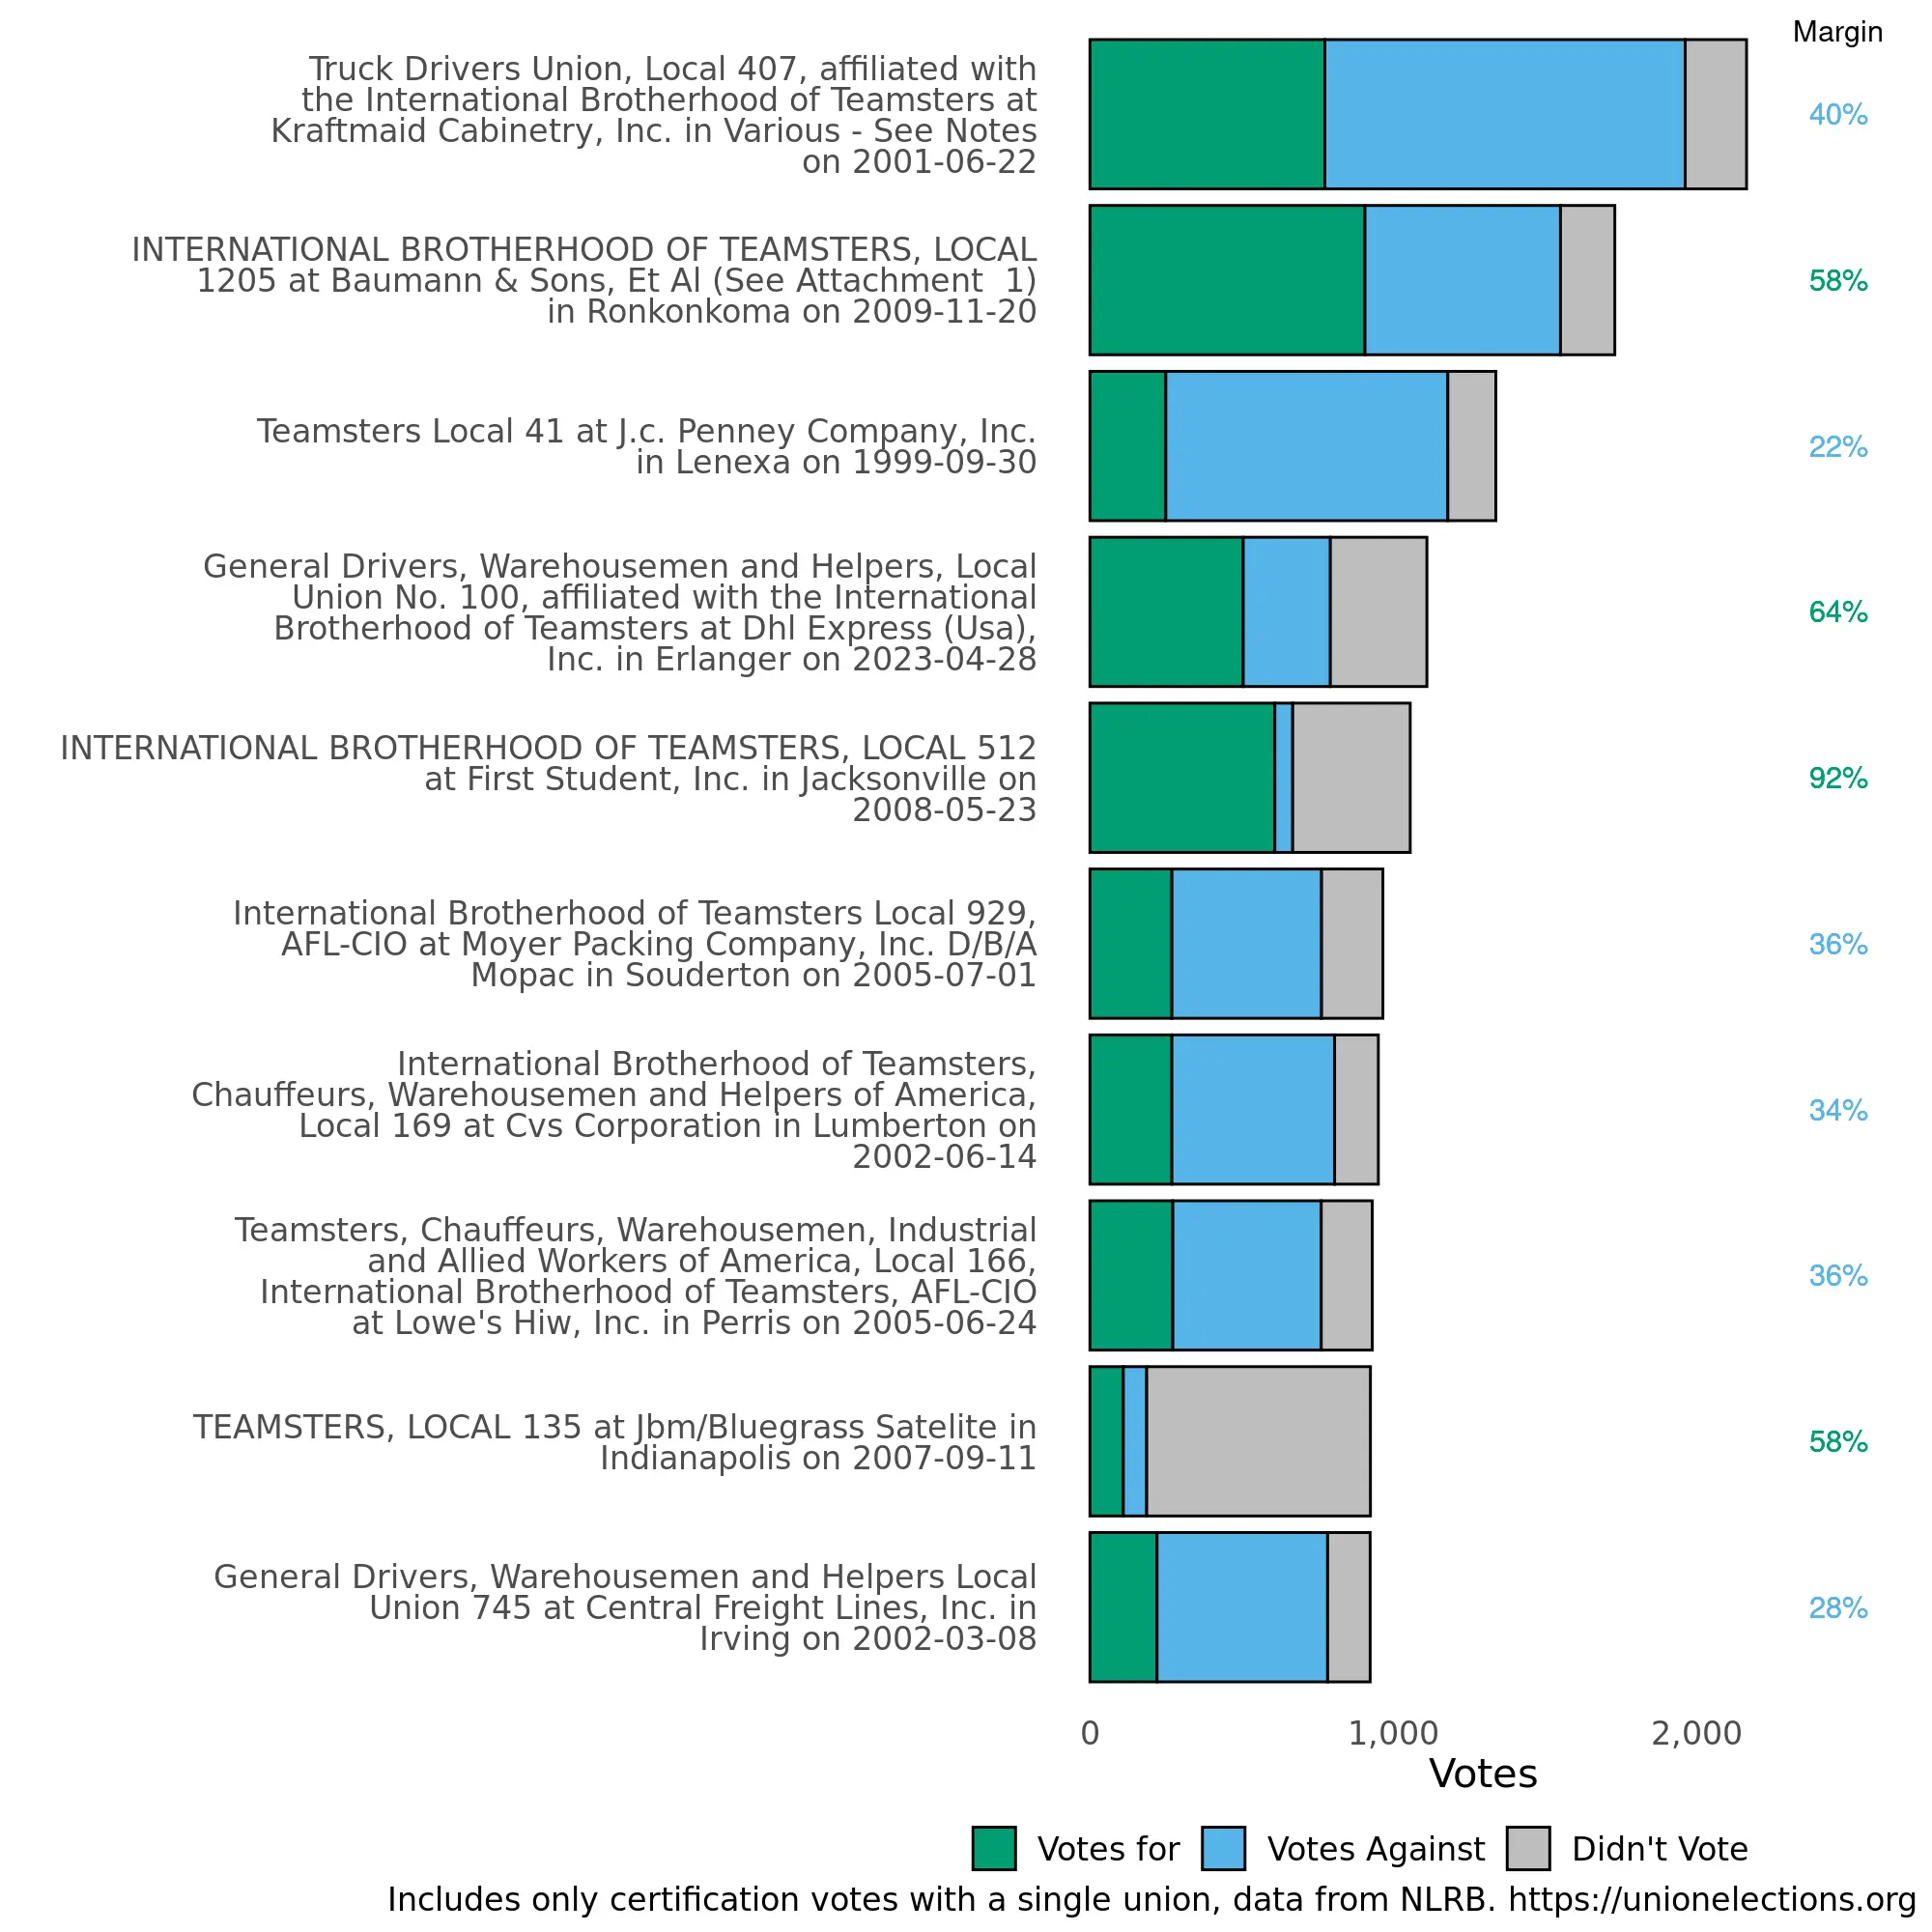 Margin
Truck Drivers Union, Local 407, affiliated with
the International Brotherhood of Teamsters at
Kraftmaid Cabinetry, Inc. in Various - See Notes
on 2001-06-22
40%
INTERNATIONAL BROTHERHOOD OF TEAMSTERS, LOCAL
1205 at Baumann & Sons, Et Al (See Attachment  1)
in Ronkonkoma on 2009-11-20
58%
Teamsters Local 41 at J.c. Penney Company, Inc.
in Lenexa on 1999-09-30
22%
General Drivers, Warehousemen and Helpers, Local
Union No. 100, affiliated with the International
Brotherhood of Teamsters at Dhl Express (Usa),
Inc. in Erlanger on 2023-04-28
64%
INTERNATIONAL BROTHERHOOD OF TEAMSTERS, LOCAL 512
at First Student, Inc. in Jacksonville on
2008-05-23
92%
International Brotherhood of Teamsters Local 929,
AFL-CIO at Moyer Packing Company, Inc. D/B/A
Mopac in Souderton on 2005-07-01
36%
International Brotherhood of Teamsters,
Chauffeurs, Warehousemen and Helpers of America,
Local 169 at Cvs Corporation in Lumberton on
2002-06-14
34%
Teamsters, Chauffeurs, Warehousemen, Industrial
and Allied Workers of America, Local 166,
International Brotherhood of Teamsters, AFL-CIO
at Lowe's Hiw, Inc. in Perris on 2005-06-24
36%
TEAMSTERS, LOCAL 135 at Jbm/Bluegrass Satelite in
Indianapolis on 2007-09-11
58%
General Drivers, Warehousemen and Helpers Local
Union 745 at Central Freight Lines, Inc. in
Irving on 2002-03-08
28%
0 1,000 2,000
Votes
Votes for Votes Against Didn't Vote
Includes only certification votes with a single union, data from NLRB. https://unionelections.org